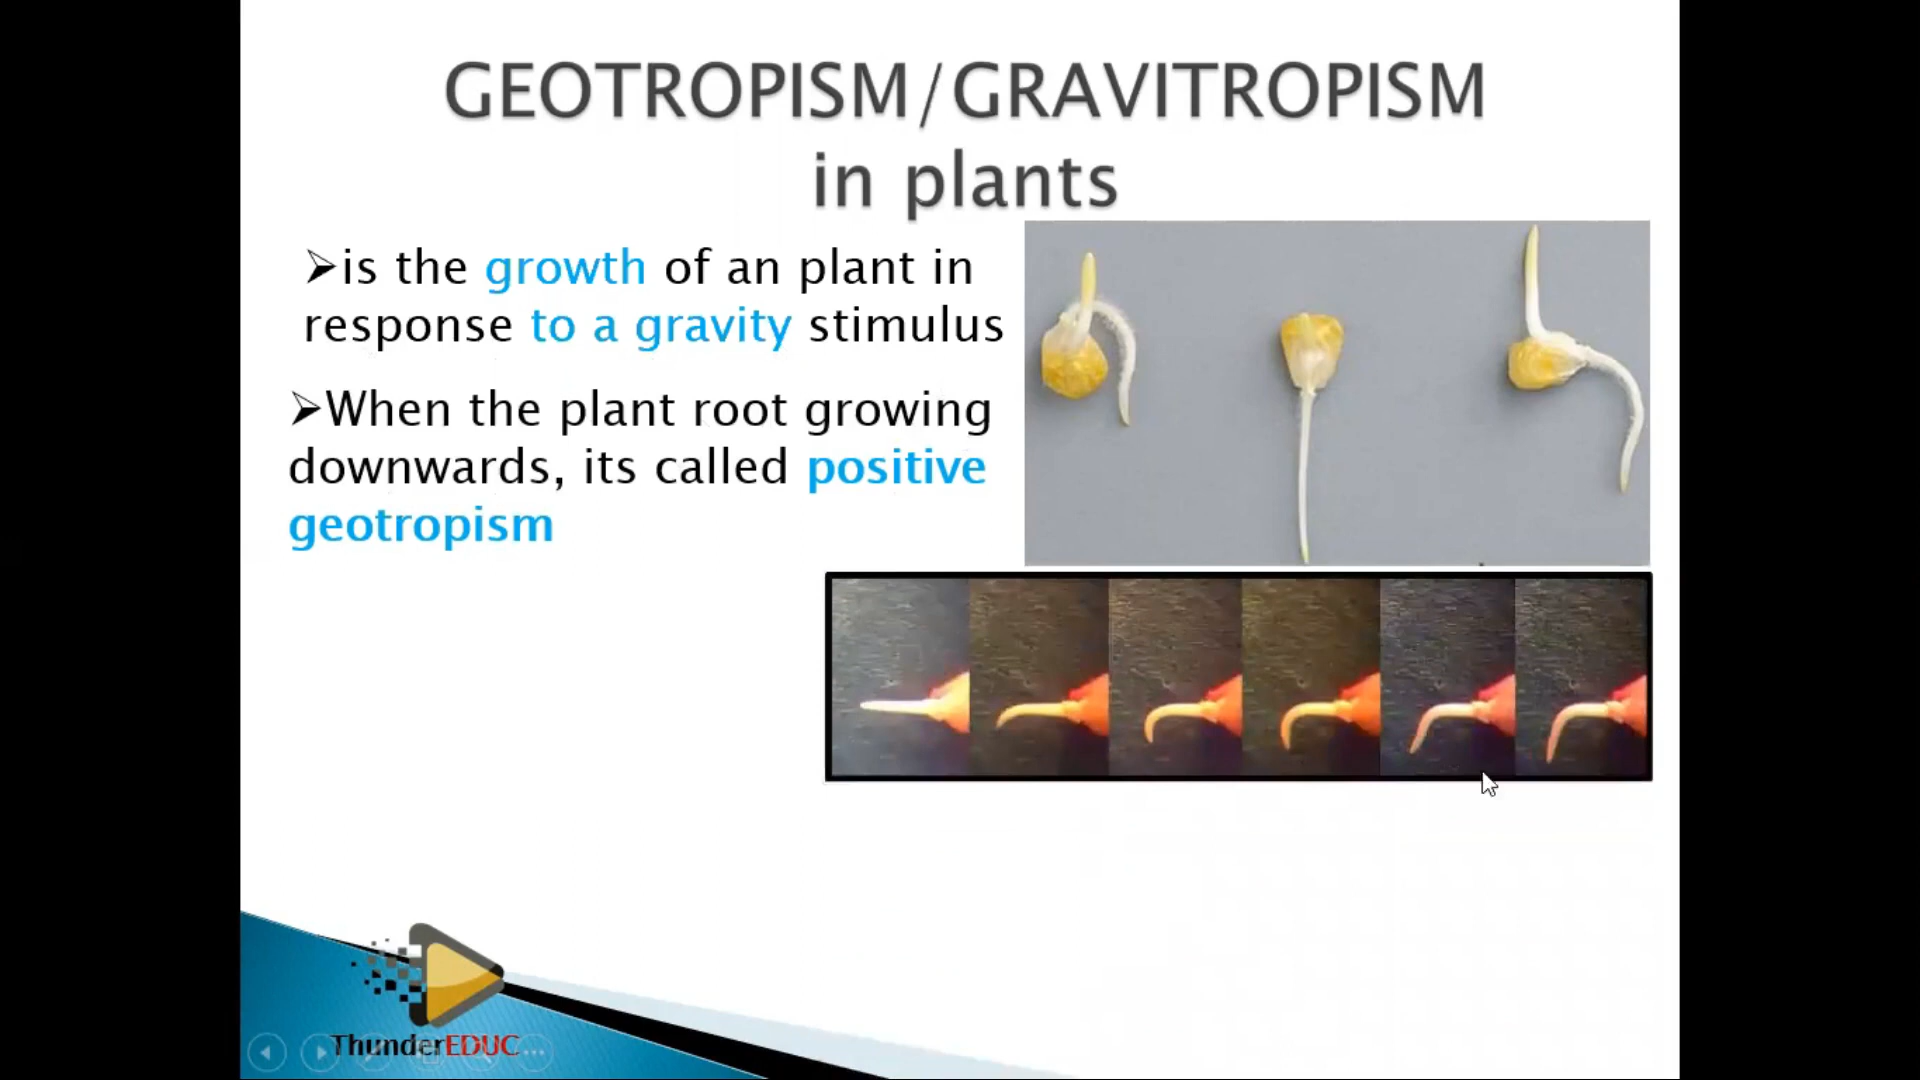 GEOTROPISM/GRAVITROPISM
in plants
➢is the growth of an plant in
response to a gravity stimulus
➢When the plant root growing
downwards, its called positive
geotropism
ThunderEDUC